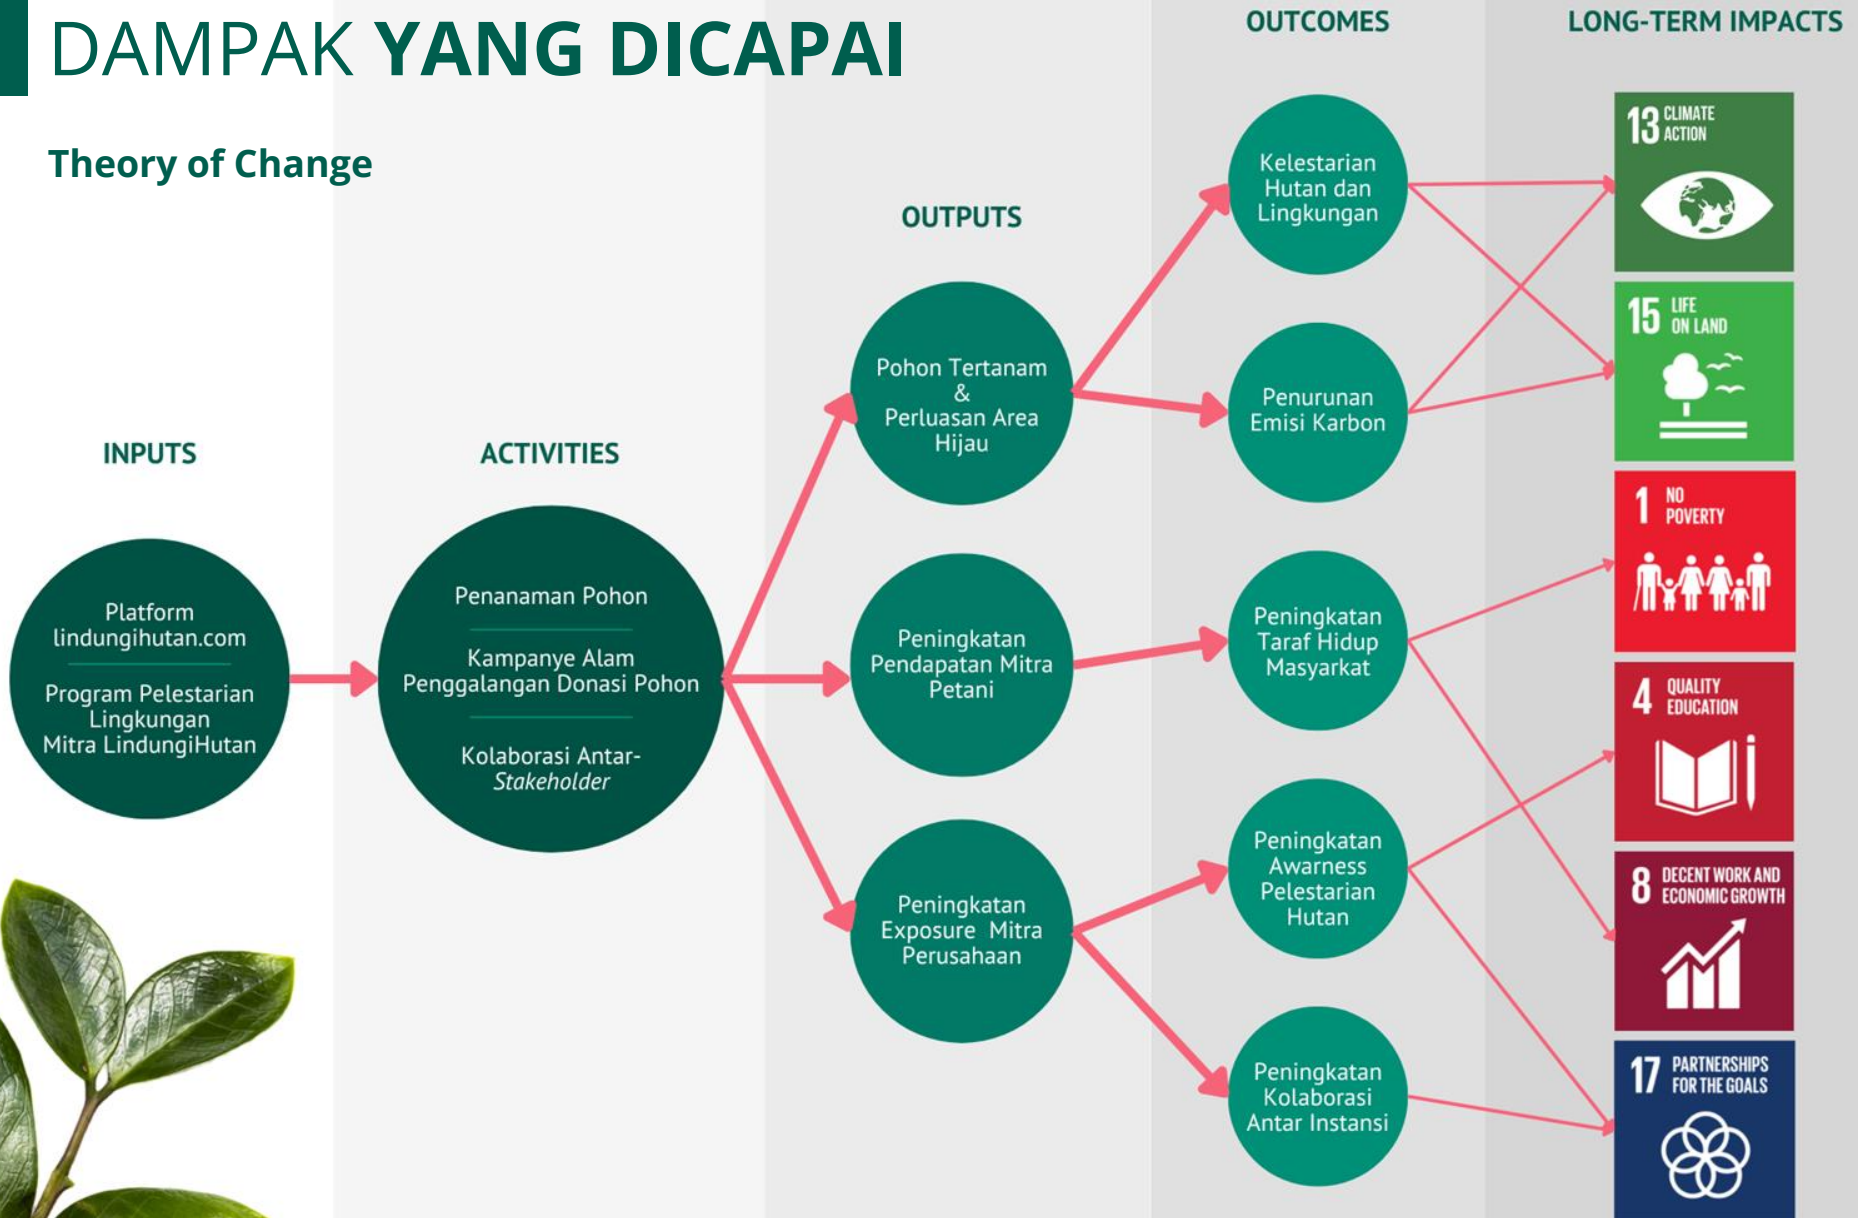 DAMPAK YANG DICAPAI
Theory of Change
INPUTS
Platform
lindungihutan.com
Program Pelestarian
Lingkungan
Mitra LindungiHutan
ACTIVITIES
Penanaman Pohon
Kampanye Alam
Penggalangan Donasi Pohon
Kolaborasi Antar-
Stakeholder
OUTPUTS
Pohon Tertanam
&
Perluasan Area
Hijau
Peningkatan
Pendapatan Mitra
Petani
Peningkatan
Exposure Mitra
Perusahaan
OUTCOMES
Kelestarian
Hutan dan
Lingkungan
Penurunan
Emisi Karbon
Peningkatan
Taraf Hidup
Masyarkat
Peningkatan
Awarness
Pelestarian
Hutan
Peningkatan
Kolaborasi
Antar Instansi
LONG-TERM IMPACTS
13 CLIMATE
ACTION
15 LIFE
ON LAND
1 NO
POVERTY
4 QUALITY
EDUCATION
8 DECENT WORK AND
ECONOMIC GROWTH
17 PARTNERSHIPS
FOR THE GOALS